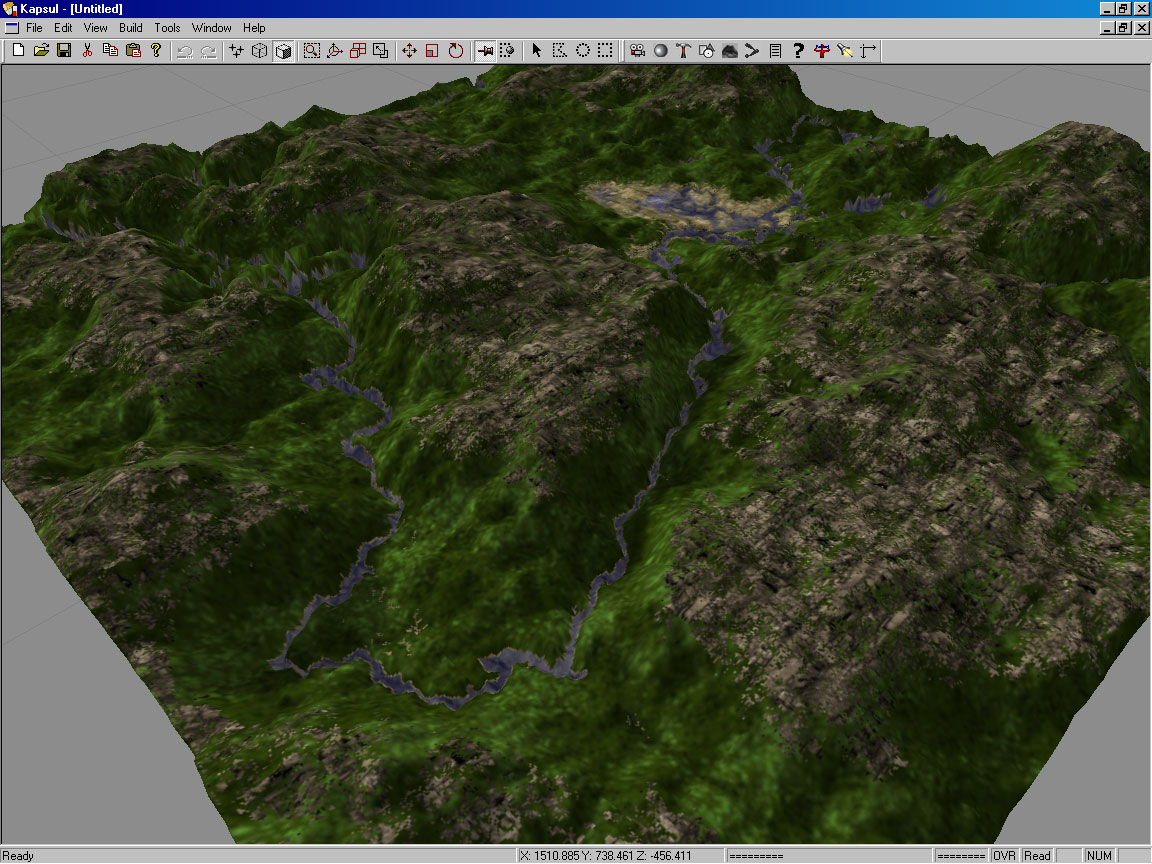 Kapsul - [Untitled]
File Edit View Build Tools Window Help
Ready X: 1510.885 Y: 738.461 Z: -456.411 ========= ======== OVR Read NUM